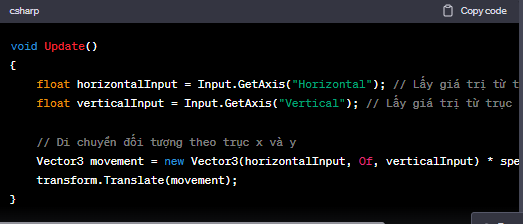 csharp
Copy code
void Update()
{
float horizontalInput = Input.GetAxis("Horizontal"); // Lấy giá trị từ
float verticalInput = Input.GetAxis("Vertical"); // Lấy giá trị từ trục
// Di chuyển đối tượng theo trục x và y
Vector3 movement = new Vector3(horizontalInput, 0f, verticalInput) *
transform.Translate(movement);
}